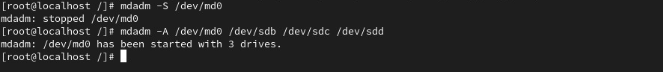 [root@localhost /]# mdadm -S /dev/md0
mdadm: stopped /dev/md0
[root@localhost /]# mdadm -A /dev/md0 /dev/sdb /dev/sdc /dev/sdd
mdadm: /dev/md0 has been started with 3 drives.
[root@localhost /]#